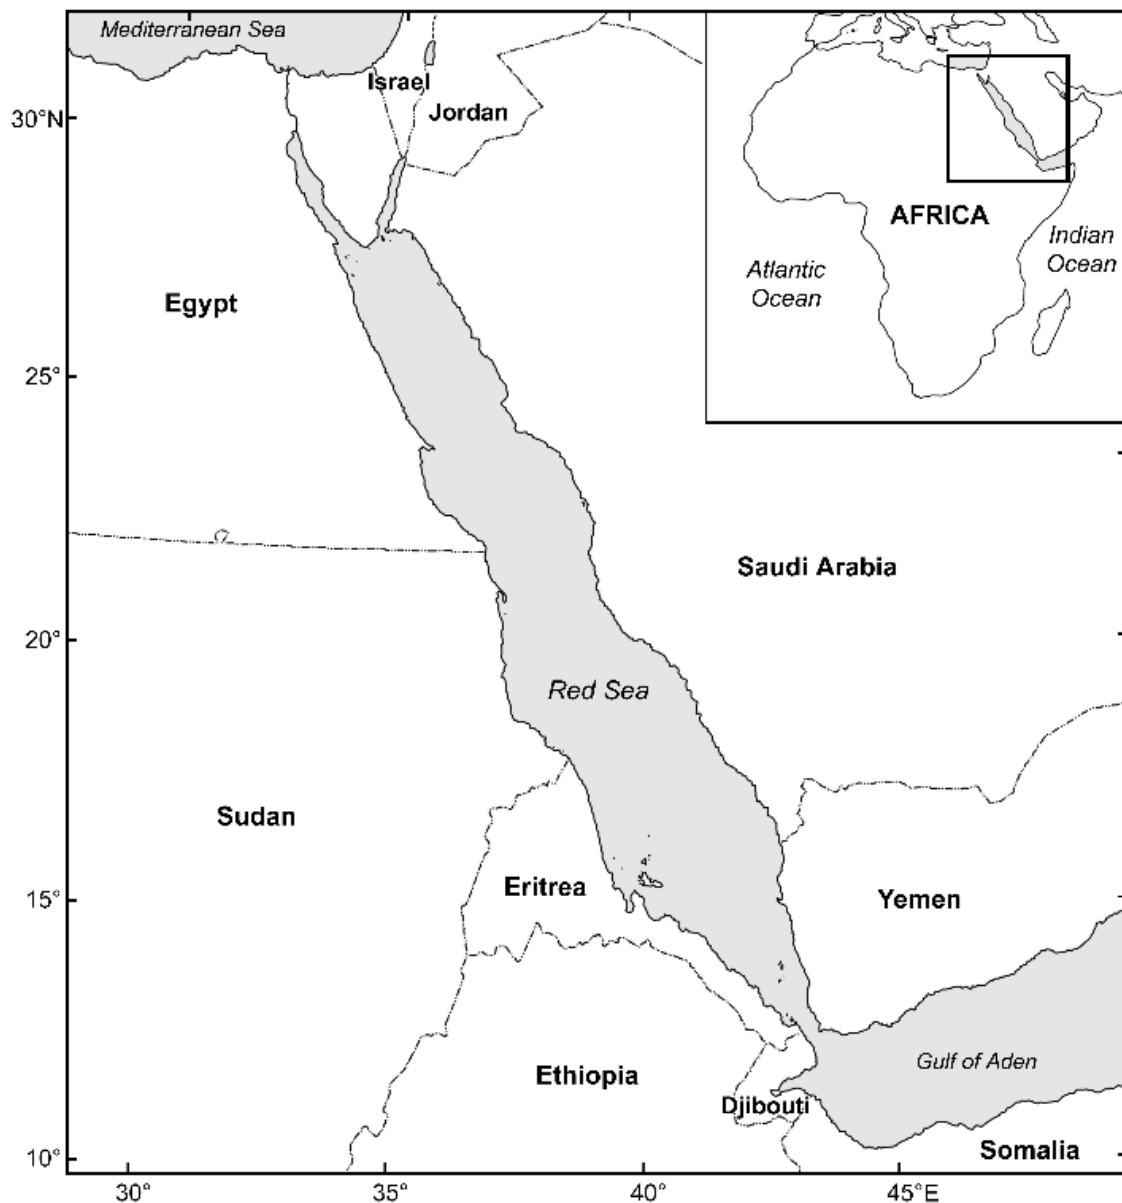 Mediterranean Sea
Israel
Jordan
30°N
AFRICA
Indian
Ocean
Atlantic
Ocean
Egypt
25°
Saudi Arabia
20°
Red Sea
Sudan
Eritrea
15°
Yemen
Ethiopia
Gulf of Aden
Djibouti
Somalia
10°
30°
35°
40°
45°E